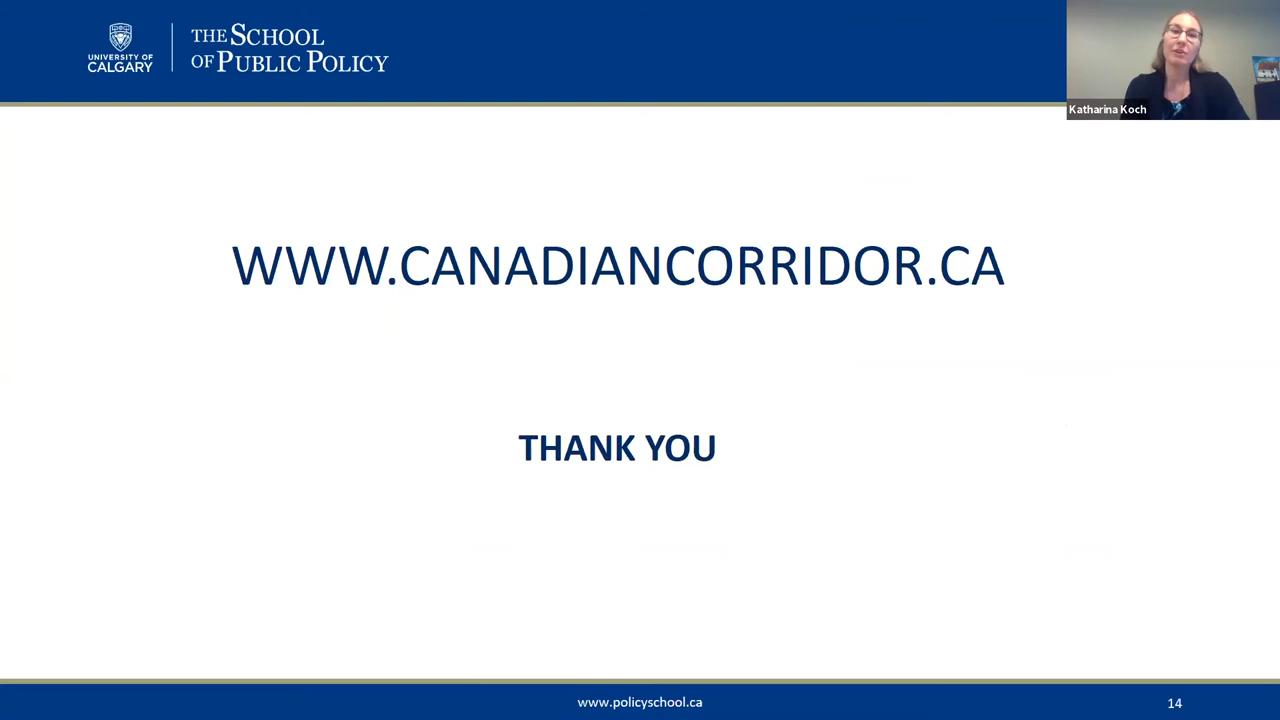 UNIVERSITY OF
CALGARY
THE SCHOOL
OF PUBLIC POLICY
Katharina Koch
WWW.CANADIANCORRIDOR.CA
THANK YOU
www.policyschool.ca
14